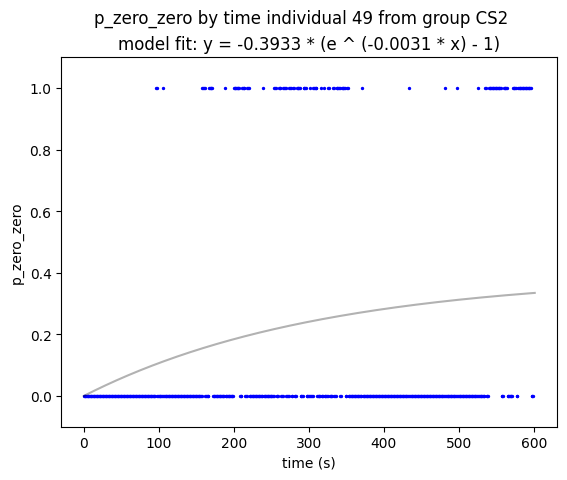 p_zero_zero by time individual 49 from group CS2
model fit: y = -0.3933 * (e ^ (-0.0031 * x) - 1)
1.0
0.8
0.6
0.4
0.2
0.0
p_zero_zero
0 100 200 300 400 500 600
time (s)